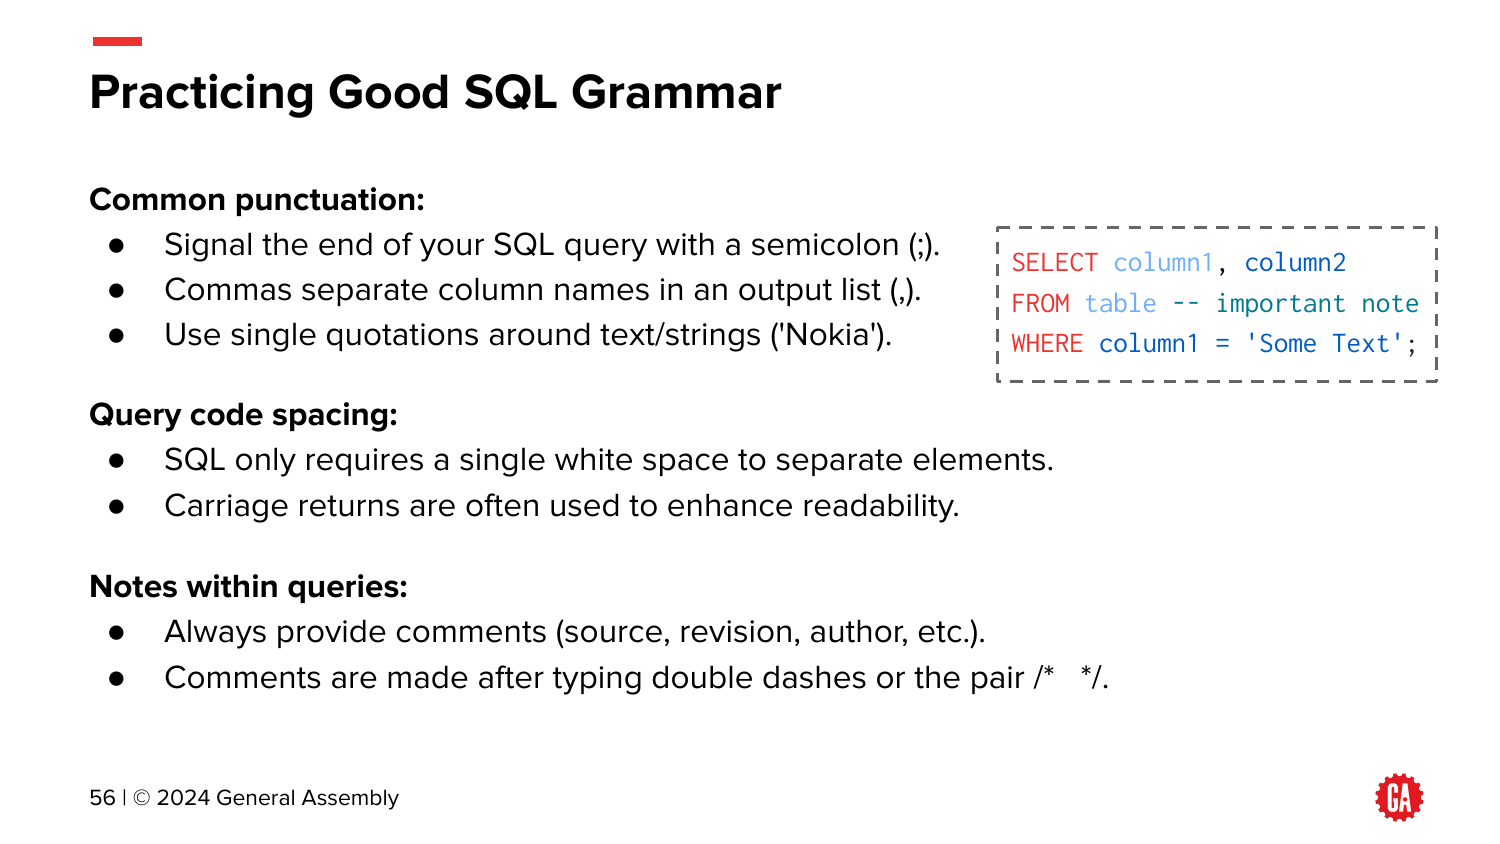 Practicing Good SQL Grammar
Common punctuation:
● Signal the end of your SQL query with a semicolon (;).
● Commas separate column names in an output list (,).
● Use single quotations around text/strings ('Nokia').
SELECT column1, column2
FROM table -- important note
WHERE column1 = 'Some Text';
Query code spacing:
● SQL only requires a single white space to separate elements.
● Carriage returns are often used to enhance readability.
Notes within queries:
● Always provide comments (source, revision, author, etc.).
● Comments are made after typing double dashes or the pair /*   */.
56 | © 2024 General Assembly
GA